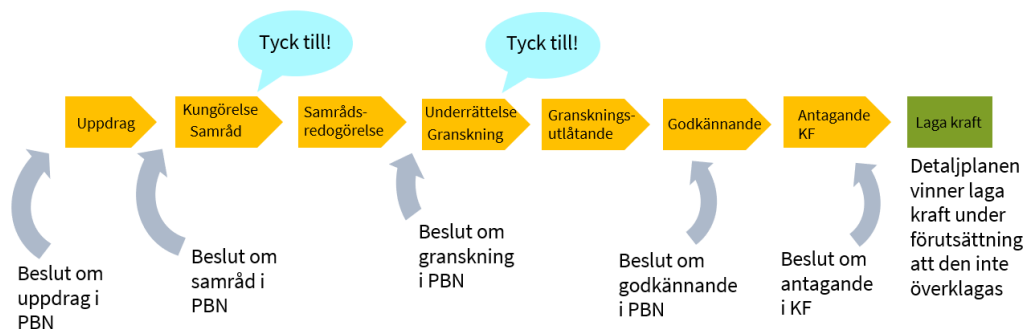 Tyck till!
Tyck till!
Uppdrag
Kungörelse
Samråd
Samråds-
redogörelse
Underrättelse
Granskning
Gransknings-
utlåtande
Godkännande
Antagande
KF
Laga kraft
Beslut om
uppdrag i
PBN
Beslut om
samråd i
PBN
Beslut om
granskning
i PBN
Beslut om
godkännande
i PBN
Beslut om
antagande
i KF
Detaljplanen
vinner laga
kraft under
förutsättning
att den inte
överklagas